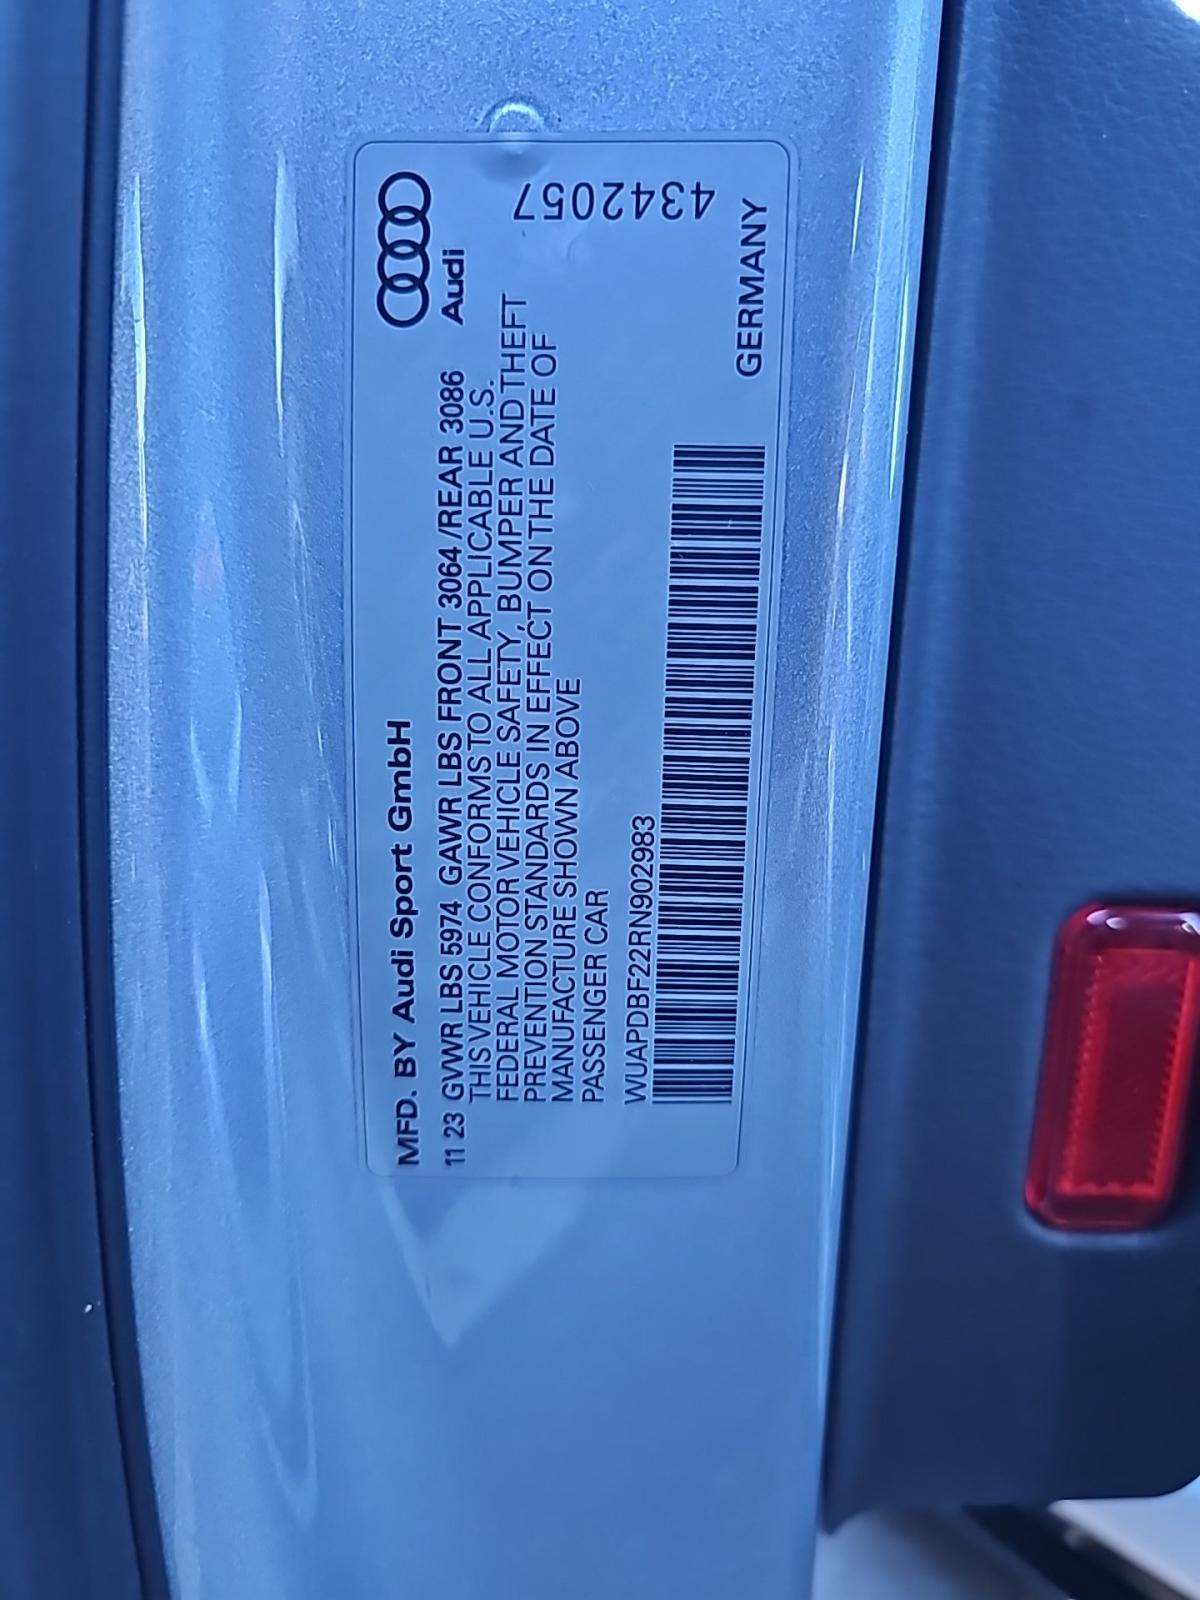 MFD. BY Audi Sport GmbH
Audi
11 23 GVWR LBS 5974 GAWR LBS FRONT 3064 /REAR 3086
THIS VEHICLE CONFORMS TO ALL APPLICABLE U.S.
FEDERAL MOTOR VEHICLE SAFETY, BUMPER AND THEFT
PREVENTION STANDARDS IN EFFECT ON THE DATE OF
MANUFACTURE SHOWN ABOVE
PASSENGER CAR
4342057
WUAPDBF22RN902983
GERMANY